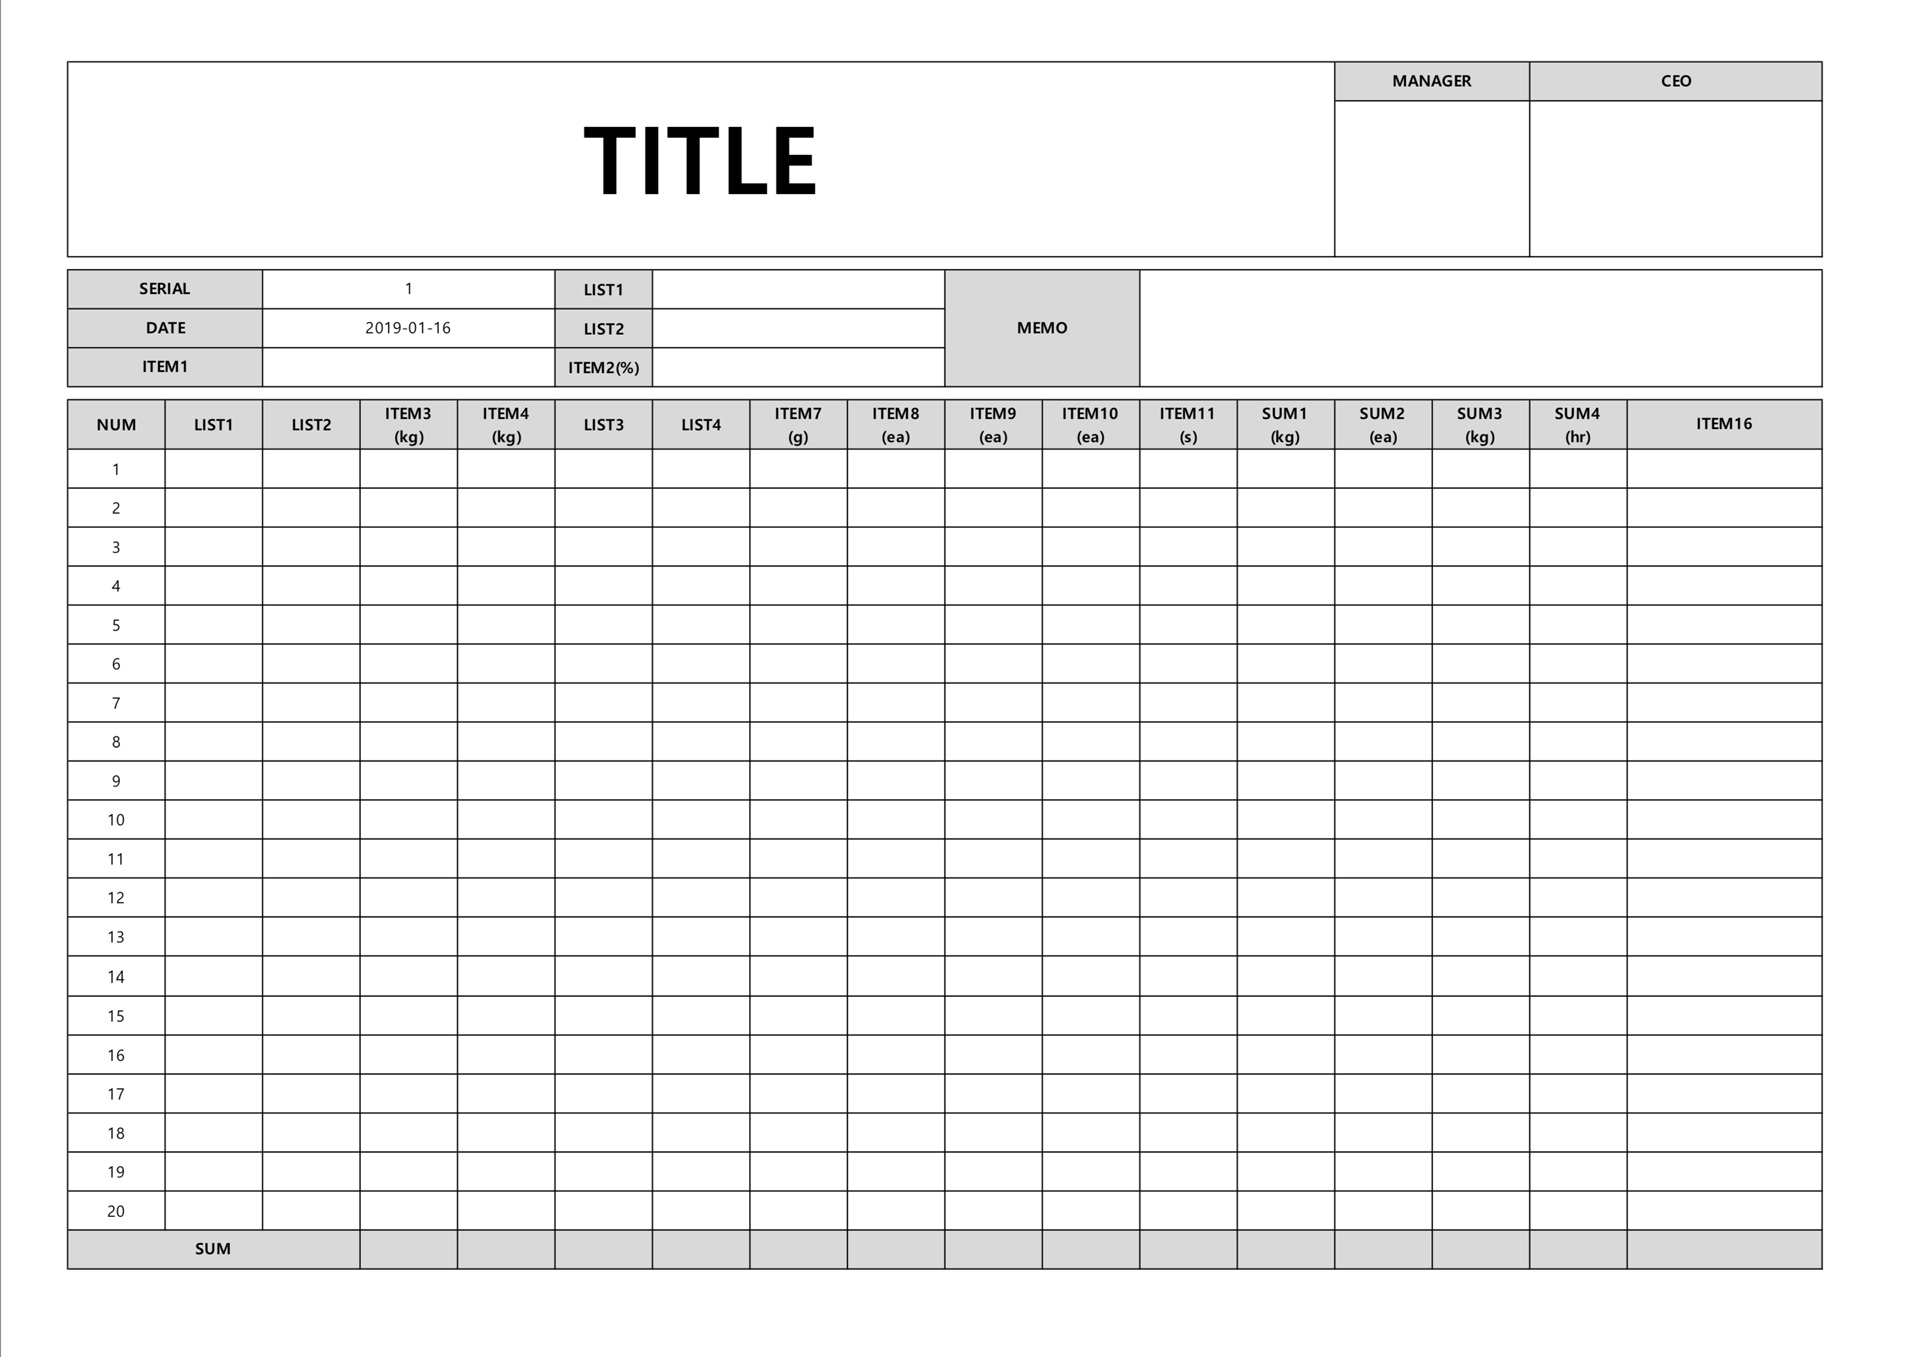 TITLE
MANAGER CEO
SERIAL 1 LIST1 MEMO
DATE 2019-01-16 LIST2
ITEM1 ITEM2(%)
NUM LIST1 LIST2 ITEM3 (kg) ITEM4 (kg) LIST3 LIST4 ITEM7 (g) ITEM8 (ea) ITEM9 (ea) ITEM10 (ea) ITEM11 (s) SUM1 (kg) SUM2 (ea) SUM3 (kg) SUM4 (hr) ITEM16
1
2
3
4
5
6
7
8
9
10
11
12
13
14
15
16
17
18
19
20
SUM